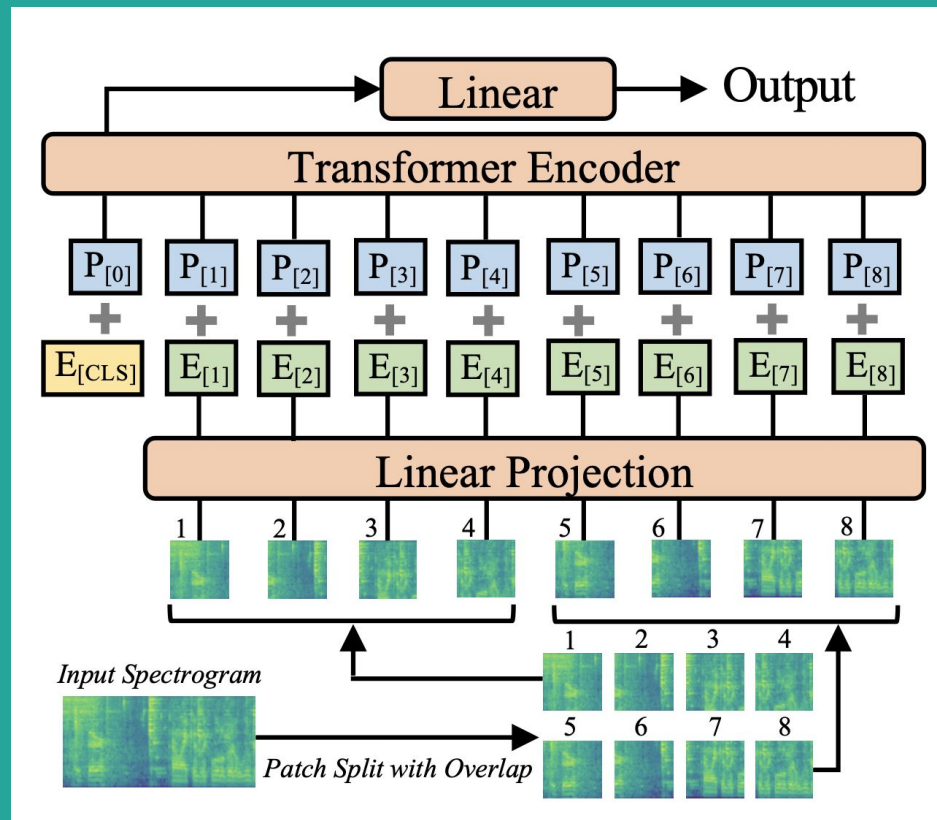 Linear
Output
Transformer Encoder
P[0] P[1] P[2] P[3] P[4] P[5] P[6] P[7] P[8]
+ + + + + + + + +
E[CLS] E[1] E[2] E[3] E[4] E[5] E[6] E[7] E[8]
Linear Projection
1 2 3 4 5 6 7 8
1 2 3 4
Input Spectrogram
5 6 7 8
Patch Split with Overlap